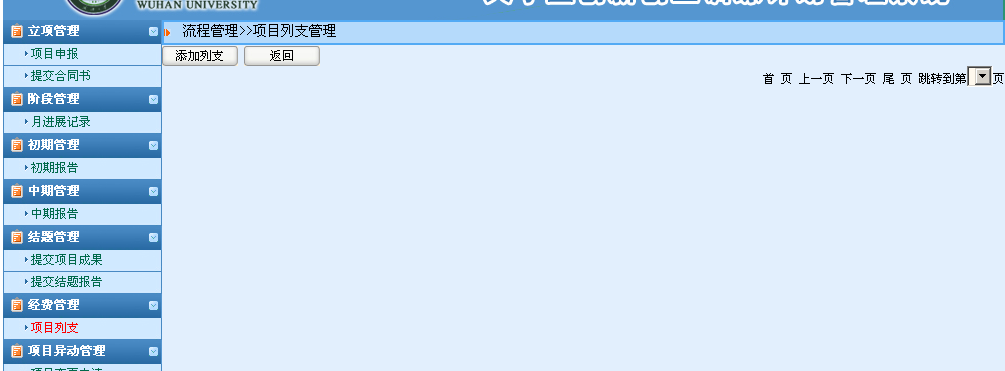 WUHAN UNIVERSITY
立项管理
项目申报
提交合同书
阶段管理
月进展记录
初期管理
初期报告
中期管理
中期报告
结题管理
提交项目成果
提交结题报告
经费管理
项目列支
项目异动管理
流程管理>>项目列支管理
添加列支 返回
首 页 上一页 下一页 尾 页 跳转到第 页